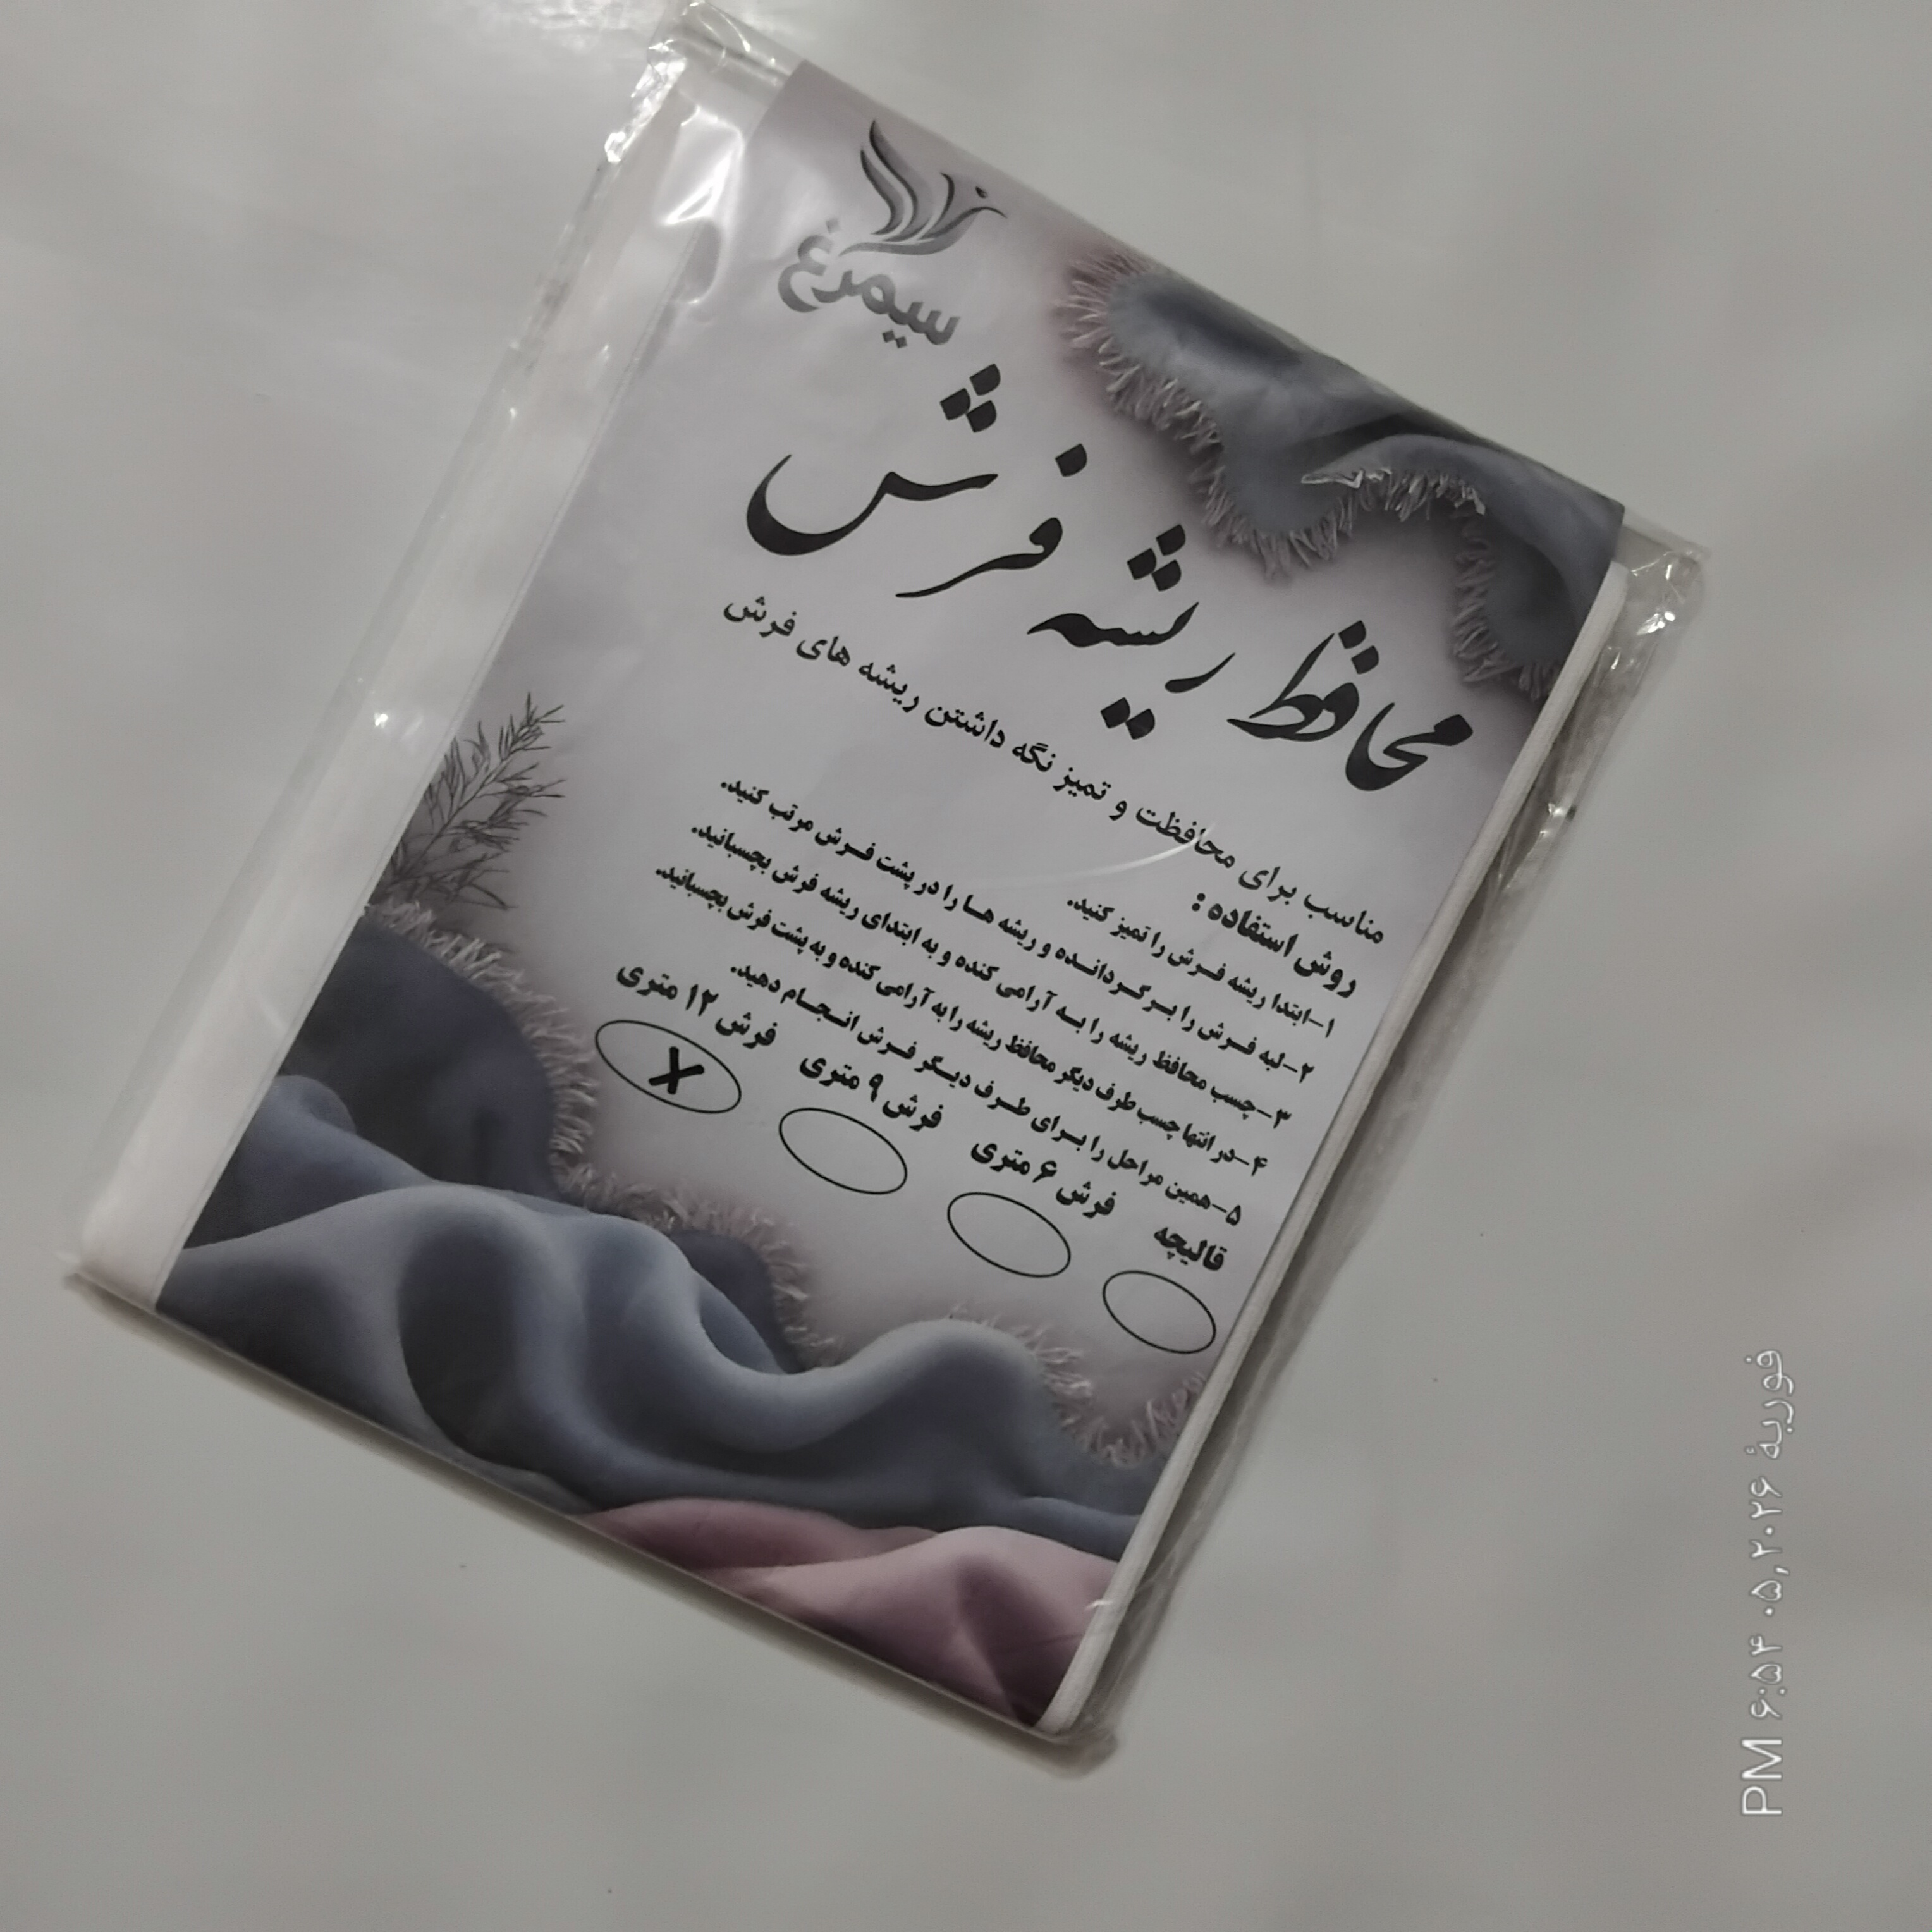 سیمرغ
محافظ ریشه فرش
مناسب برای محافظت و تمیز نگه داشتن ریشه های فرش
روش استفاده :
۱-ابتدا ریشه فرش را تمیز کنید.
۲-لبه فرش را برگردانده و ریشه ها را در پشت فرش مرتب کنید.
۳-چسب محافظ ریشه را به آرامی کنده و به ابتدای ریشه فرش بچسبانید.
۴-در انتها چسب طرف دیگر محافظ ریشه را به آرامی کنده و به پشت فرش بچسبانید.
۵-همین مراحل را برای طرف دیگر فرش انجام دهید.
قالیچه فرش ۶ متری فرش ۹ متری فرش ۱۲ متری
X
فوریهٔ ۰۵,۲۰۲۶ ۶:۵۴ PM